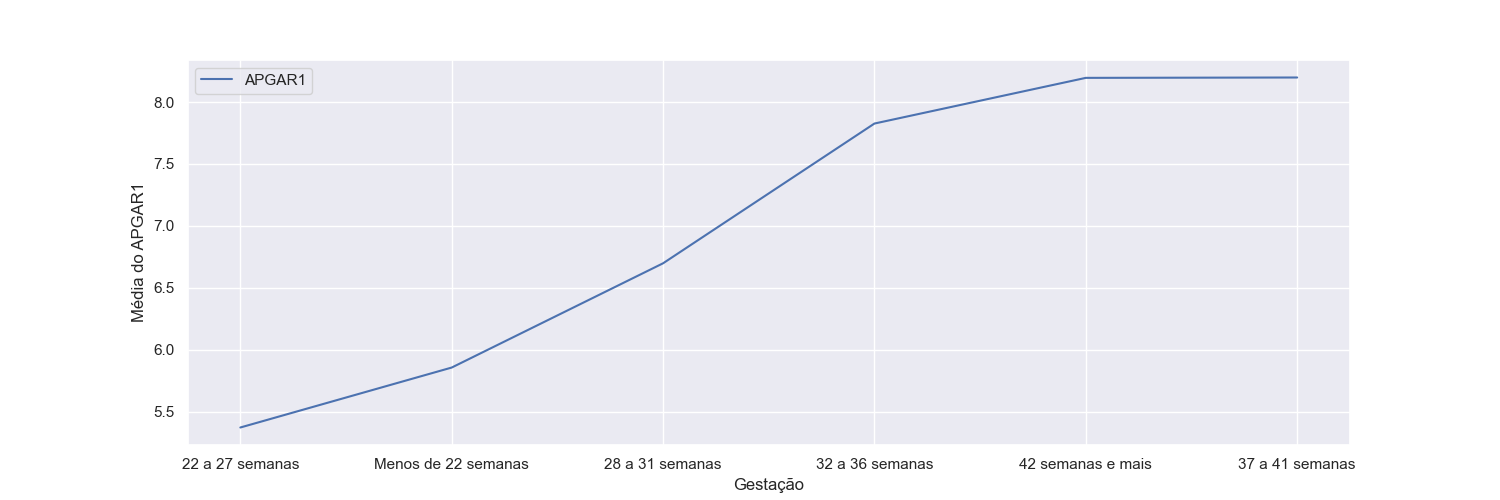 APGAR1
Média do APGAR1
8.0
7.5
7.0
6.5
6.0
5.5
22 a 27 semanas
Menos de 22 semanas
28 a 31 semanas
32 a 36 semanas
42 semanas e mais
37 a 41 semanas
Gestação